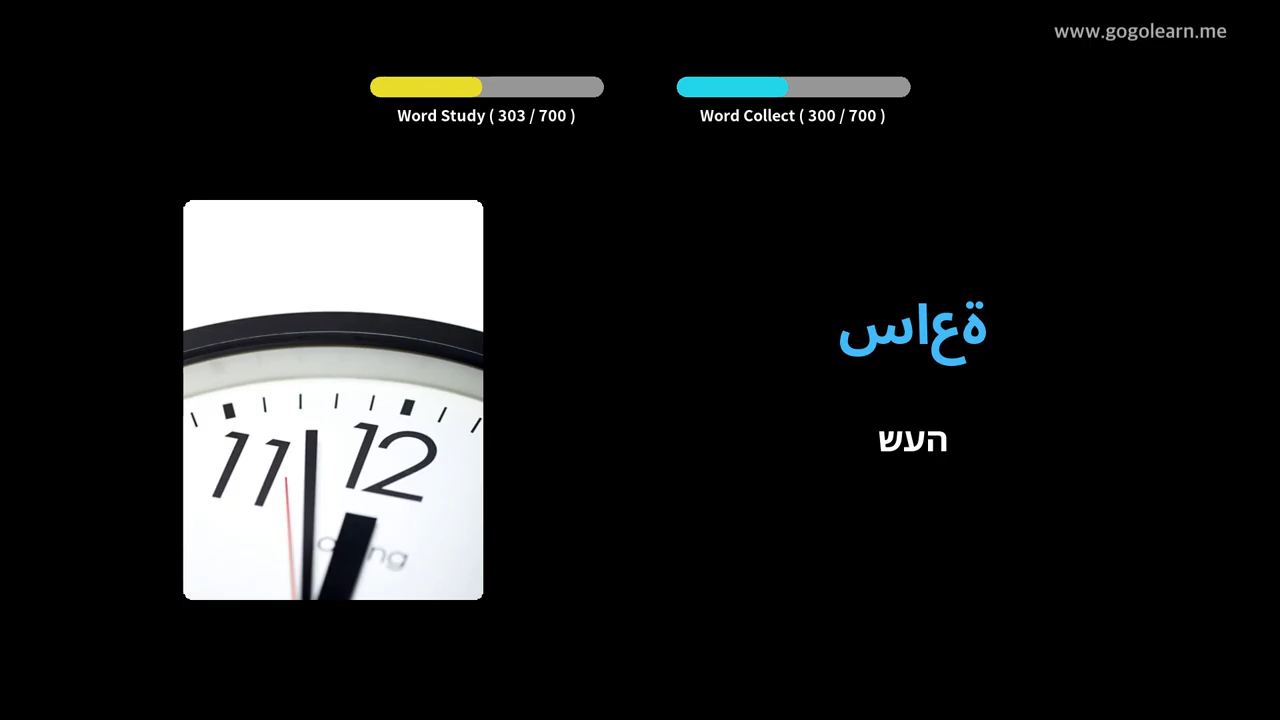 www.gogolearn.me
Word Study ( 303 / 700 )
Word Collect ( 300 / 700 )
ةعاس
העש
11
12